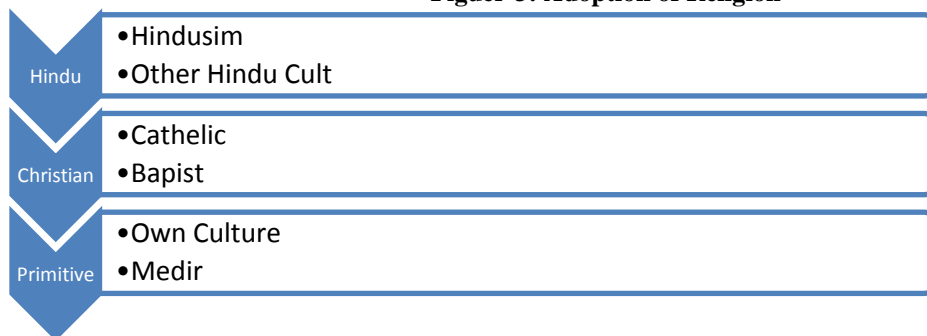 Hindu
•Hindusim
•Other Hindu Cult
Christian
•Cathelic
•Bapist
Primitive
•Own Culture
•Medir